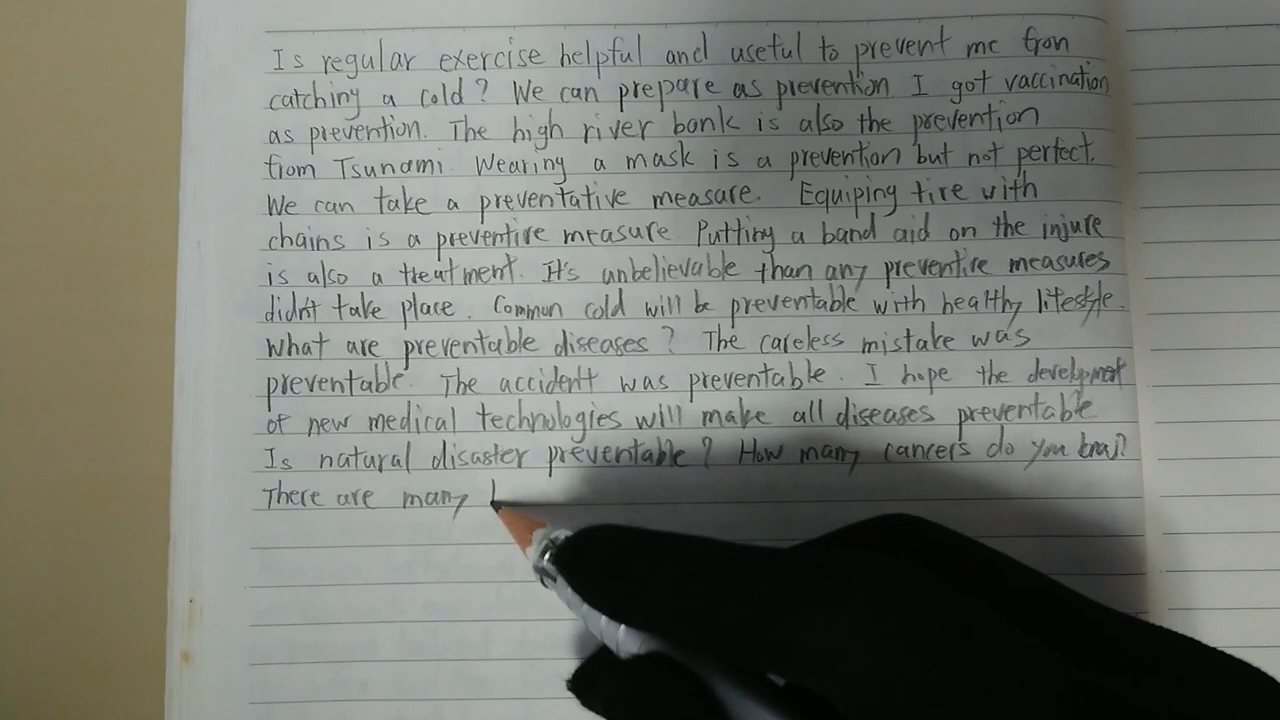 Is regular exercise helpful and useful to prevent me from
catching a cold? We can prepare as prevention I got vaccination
as prevention. The high river bank is also the prevention
from Tsunami. Wearing a mask is a prevention but not perfect.
We can take a preventative measure. Equiping tire with
chains is a preventive measure Putting a band aid on the injure
is also a treatment. It's unbelievable than any preventive measures
didn't take place. Common cold will be preventable with healthy lifestyle.
What are preventable diseases? The careless mistake was
preventable. The accident was preventable. I hope the development
of new medical technologies will make all diseases preventable
Is natural disaster preventable? How many cancers do you
There are many